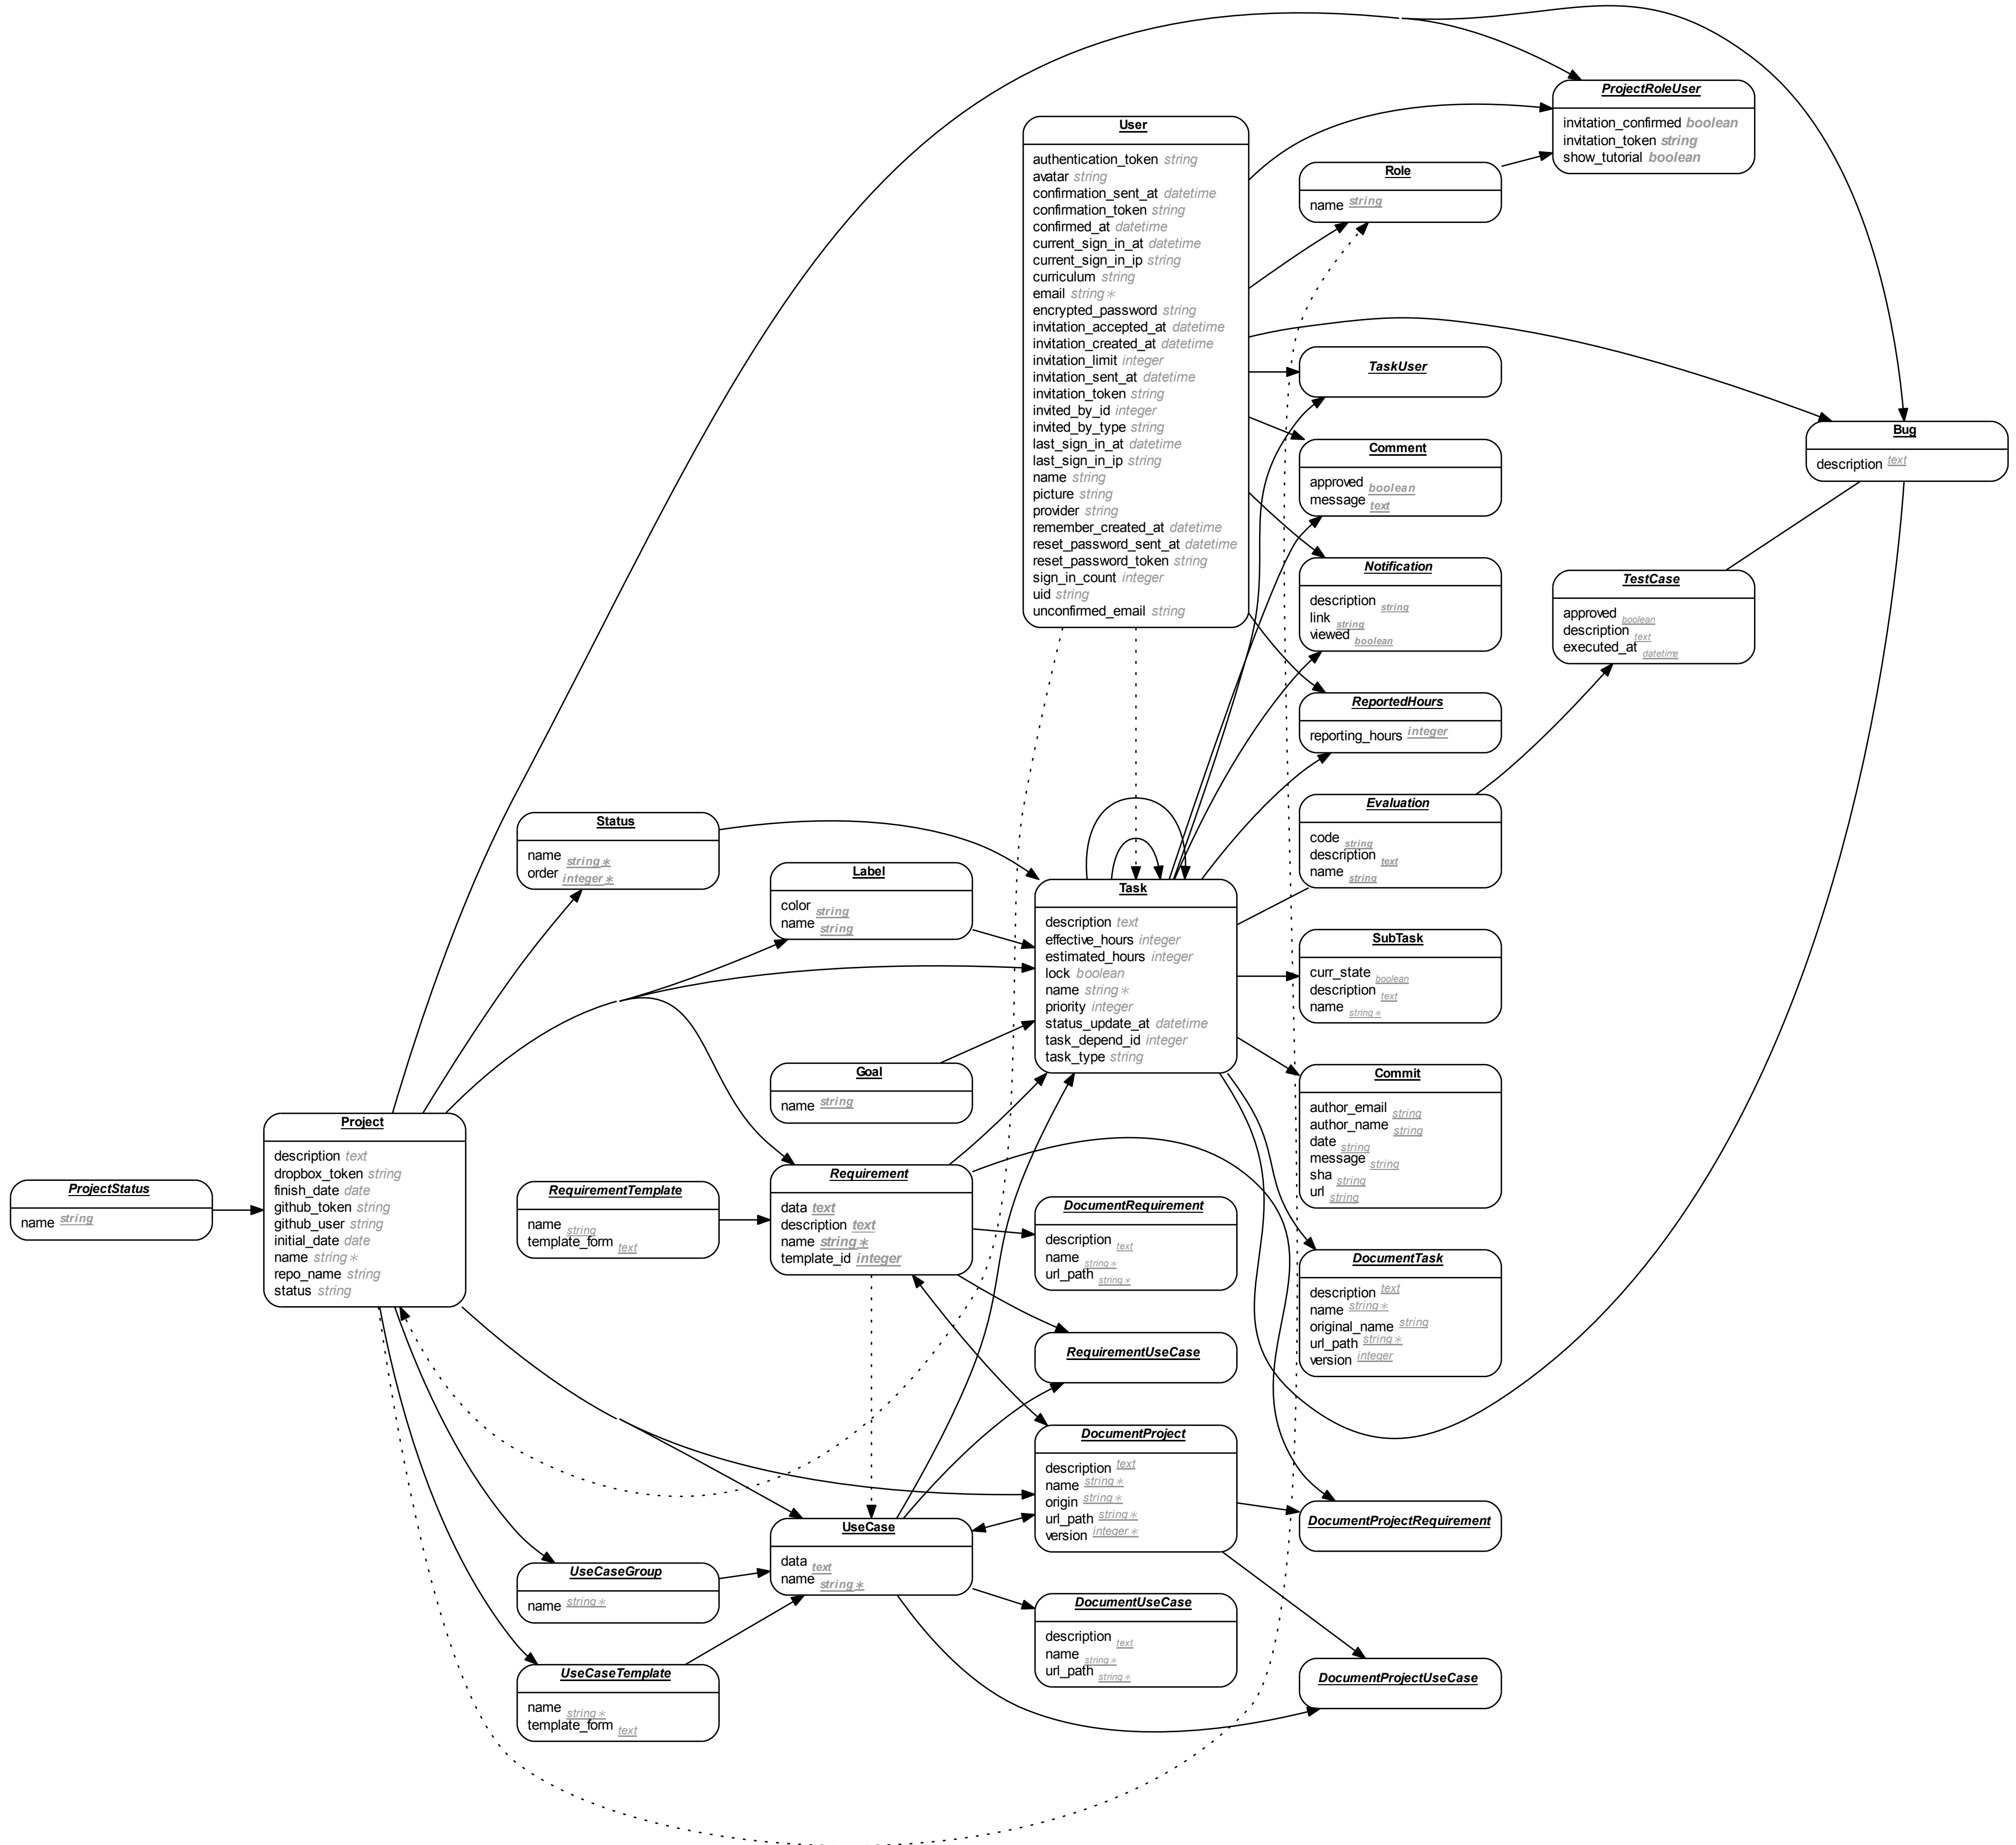 ProjectRoleUser
invitation_confirmed boolean
invitation_token string
show_tutorial boolean
User
authentication_token string
avatar string
confirmation_sent_at datetime
confirmation_token string
confirmed_at datetime
current_sign_in_at datetime
current_sign_in_ip string
curriculum string
email string ∗
encrypted_password string
invitation_accepted_at datetime
invitation_created_at datetime
invitation_limit integer
invitation_sent_at datetime
invitation_token string
invited_by_id integer
invited_by_type string
last_sign_in_at datetime
last_sign_in_ip string
name string
picture string
provider string
remember_created_at datetime
reset_password_sent_at datetime
reset_password_token string
sign_in_count integer
uid string
unconfirmed_email string
Role
name string
TaskUser
Comment
approved boolean
message text
Bug
description text
Notification
description string
link string
viewed boolean
TestCase
approved boolean
description text
executed_at datetime
ReportedHours
reporting_hours integer
Evaluation
code string
description text
name string
Status
name string ∗
order integer ∗
Label
color string
name string
Task
description text
effective_hours integer
estimated_hours integer
lock boolean
name string ∗
priority integer
status_update_at datetime
task_depend_id integer
task_type string
SubTask
curr_state boolean
description text
name string ∗
Goal
name string
Commit
author_email string
author_name string
date string
message string
sha string
url string
Project
description text
dropbox_token string
finish_date date
github_token string
github_user string
initial_date date
name string ∗
repo_name string
status string
ProjectStatus
name string
RequirementTemplate
name string
template_form text
Requirement
data text
description text
name string ∗
template_id integer
DocumentRequirement
description text
name string ∗
url_path string ∗
DocumentTask
description text
name string ∗
original_name string
url_path string ∗
version integer
RequirementUseCase
DocumentProject
description text
name string ∗
origin string ∗
url_path string ∗
version integer ∗
DocumentProjectRequirement
UseCase
data text
name string ∗
UseCaseGroup
name string ∗
DocumentUseCase
description text
name string ∗
url_path string ∗
UseCaseTemplate
name string ∗
template_form text
DocumentProjectUseCase